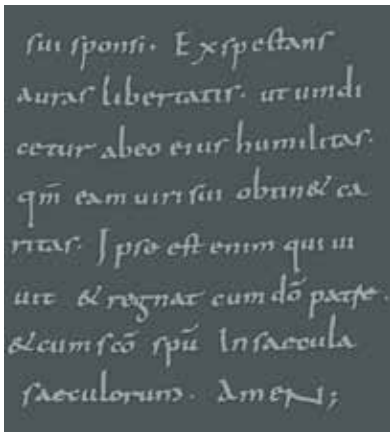 sui sponsi. Exspectans
auras libertatis. ut uindi
cetur abeo eius humilitas.
qm̄ eam uiri sui obtin& ca
ritas. Ipse est enim qui ui
uit & regnat cum dō patre.
& cum scō spū In saecula
saeculorum. Amen;